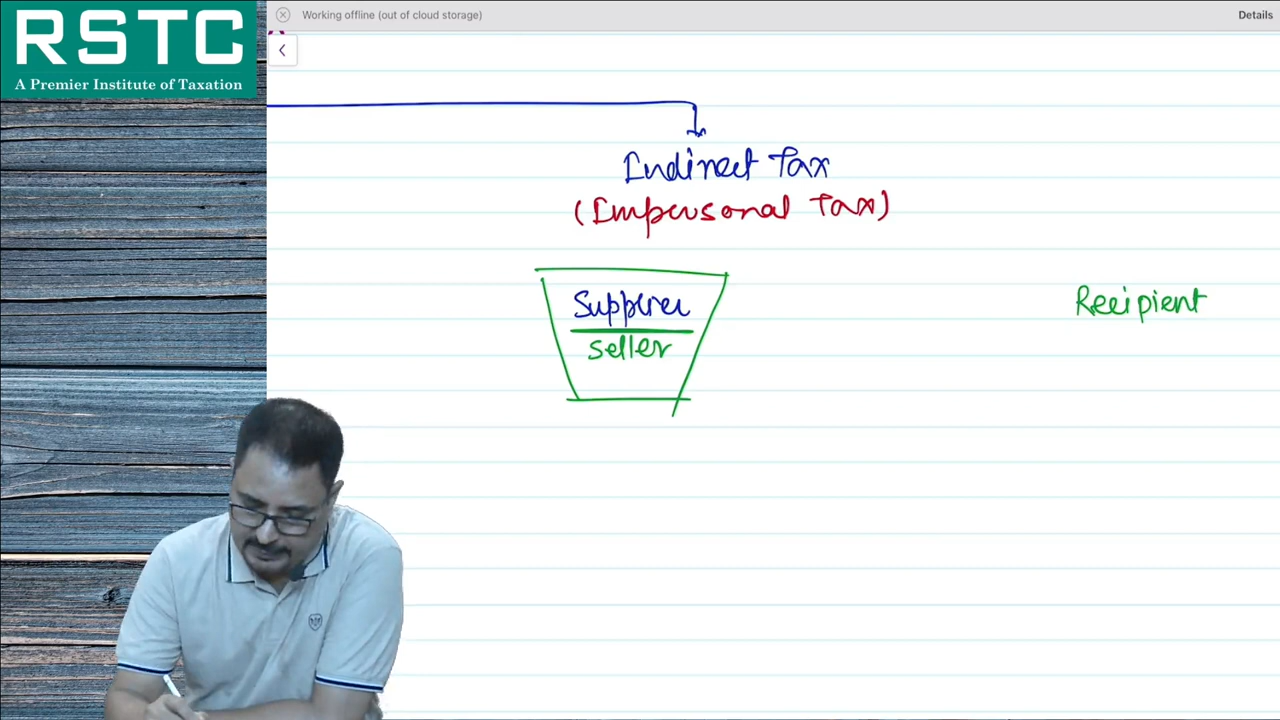 RSTC
A Premier Institute of Taxation
Working offline (out of cloud storage)
Details
Indirect Tax
(Impersonal Tax)
Supplier
seller
Recipient